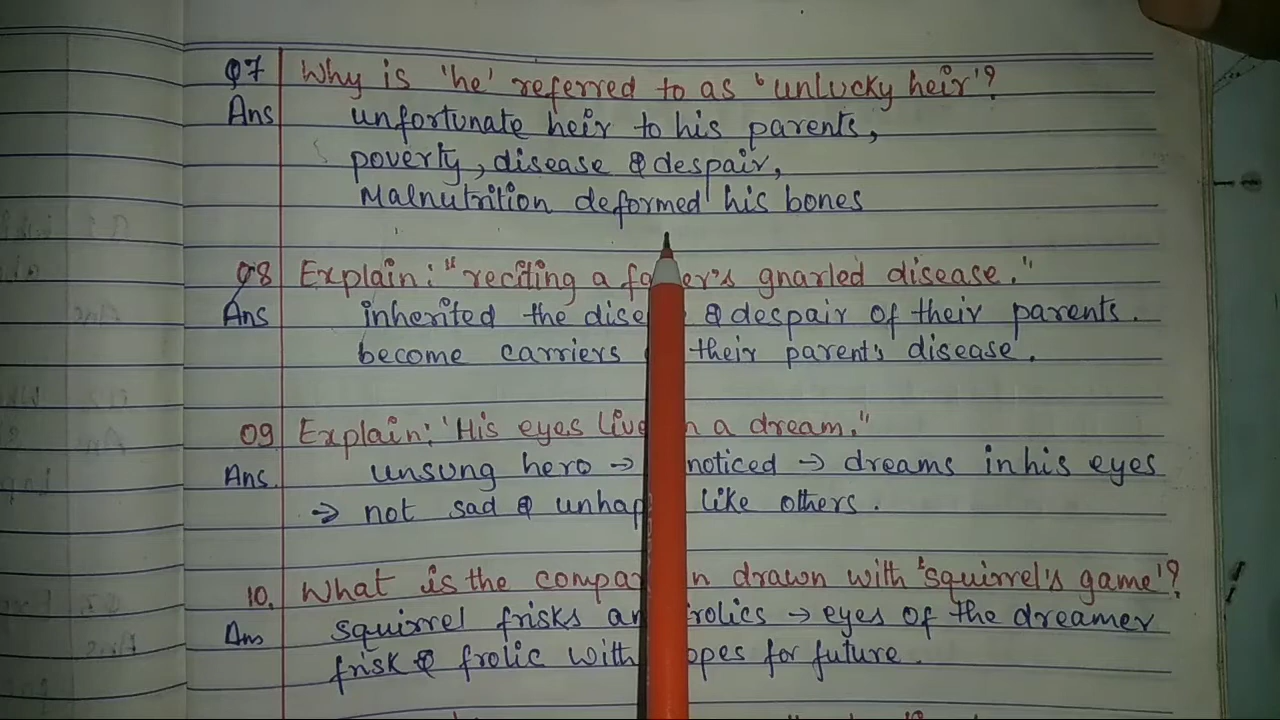 Q7 Why is 'he' referred to as 'unlucky heir'?
Ans unfortunate heir to his parents,
poverty, disease & despair,
Malnutrition deformed his bones
Q8 Explain: "reciting a fa er's gnarled disease."
Ans inherited the dise & despair of their parents.
become carriers their parent's disease.
Q9 Explain: 'His eyes live n a dream."
Ans unsung hero → noticed → dreams in his eyes
→ not sad & unhap like others.
10. What is the compa n drawn with 'squirrel's game'?
Ans squirrel frisks an rolics → eyes of the dreamer
frisk & frolic with opes for future.